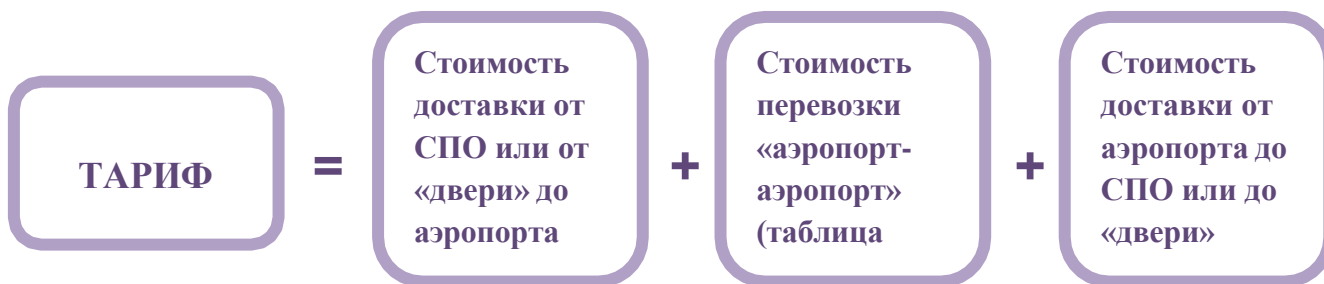 ТАРИФ
=
Стоимость
доставки от
СПО или от
«двери» до
аэропорта
+
Стоимость
перевозки
«аэропорт-
аэропорт»
(таблица
+
Стоимость
доставки от
аэропорта до
СПО или до
«двери»